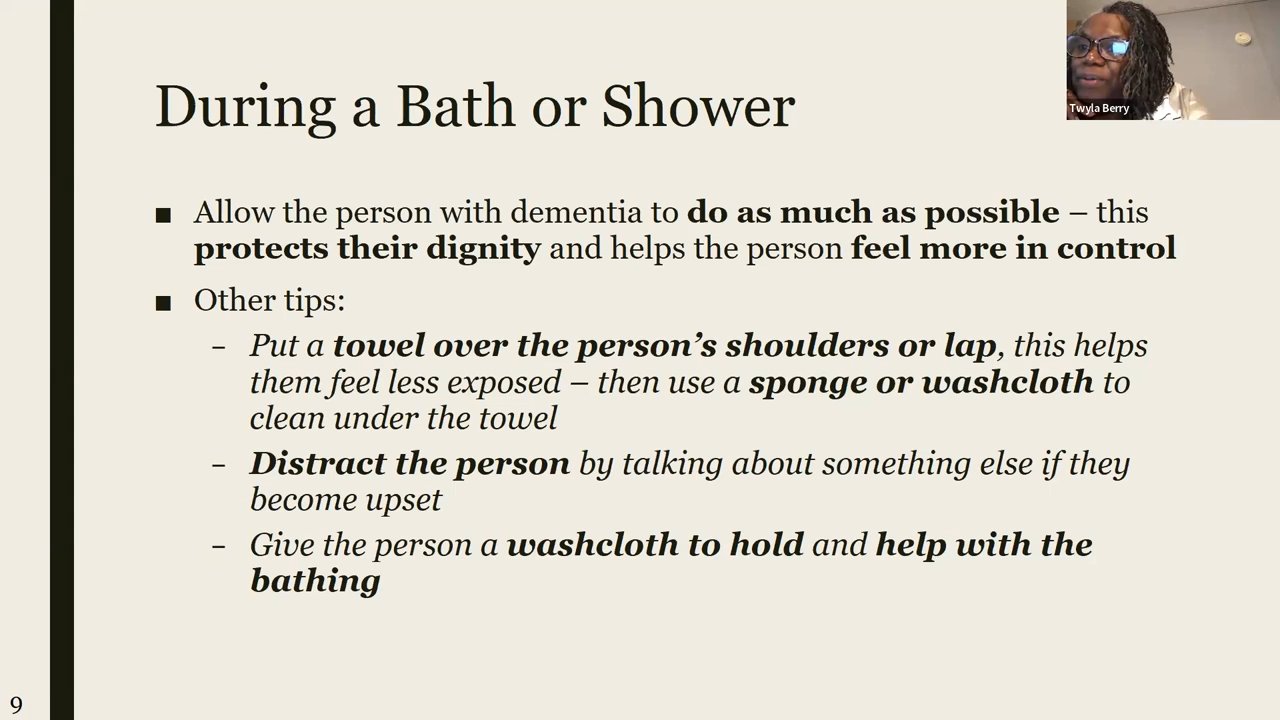 Twyla Berry
During a Bath or Shower
■ Allow the person with dementia to do as much as possible – this
protects their dignity and helps the person feel more in control
■ Other tips:
– Put a towel over the person’s shoulders or lap, this helps
them feel less exposed – then use a sponge or washcloth to
clean under the towel
– Distract the person by talking about something else if they
become upset
– Give the person a washcloth to hold and help with the
bathing
9